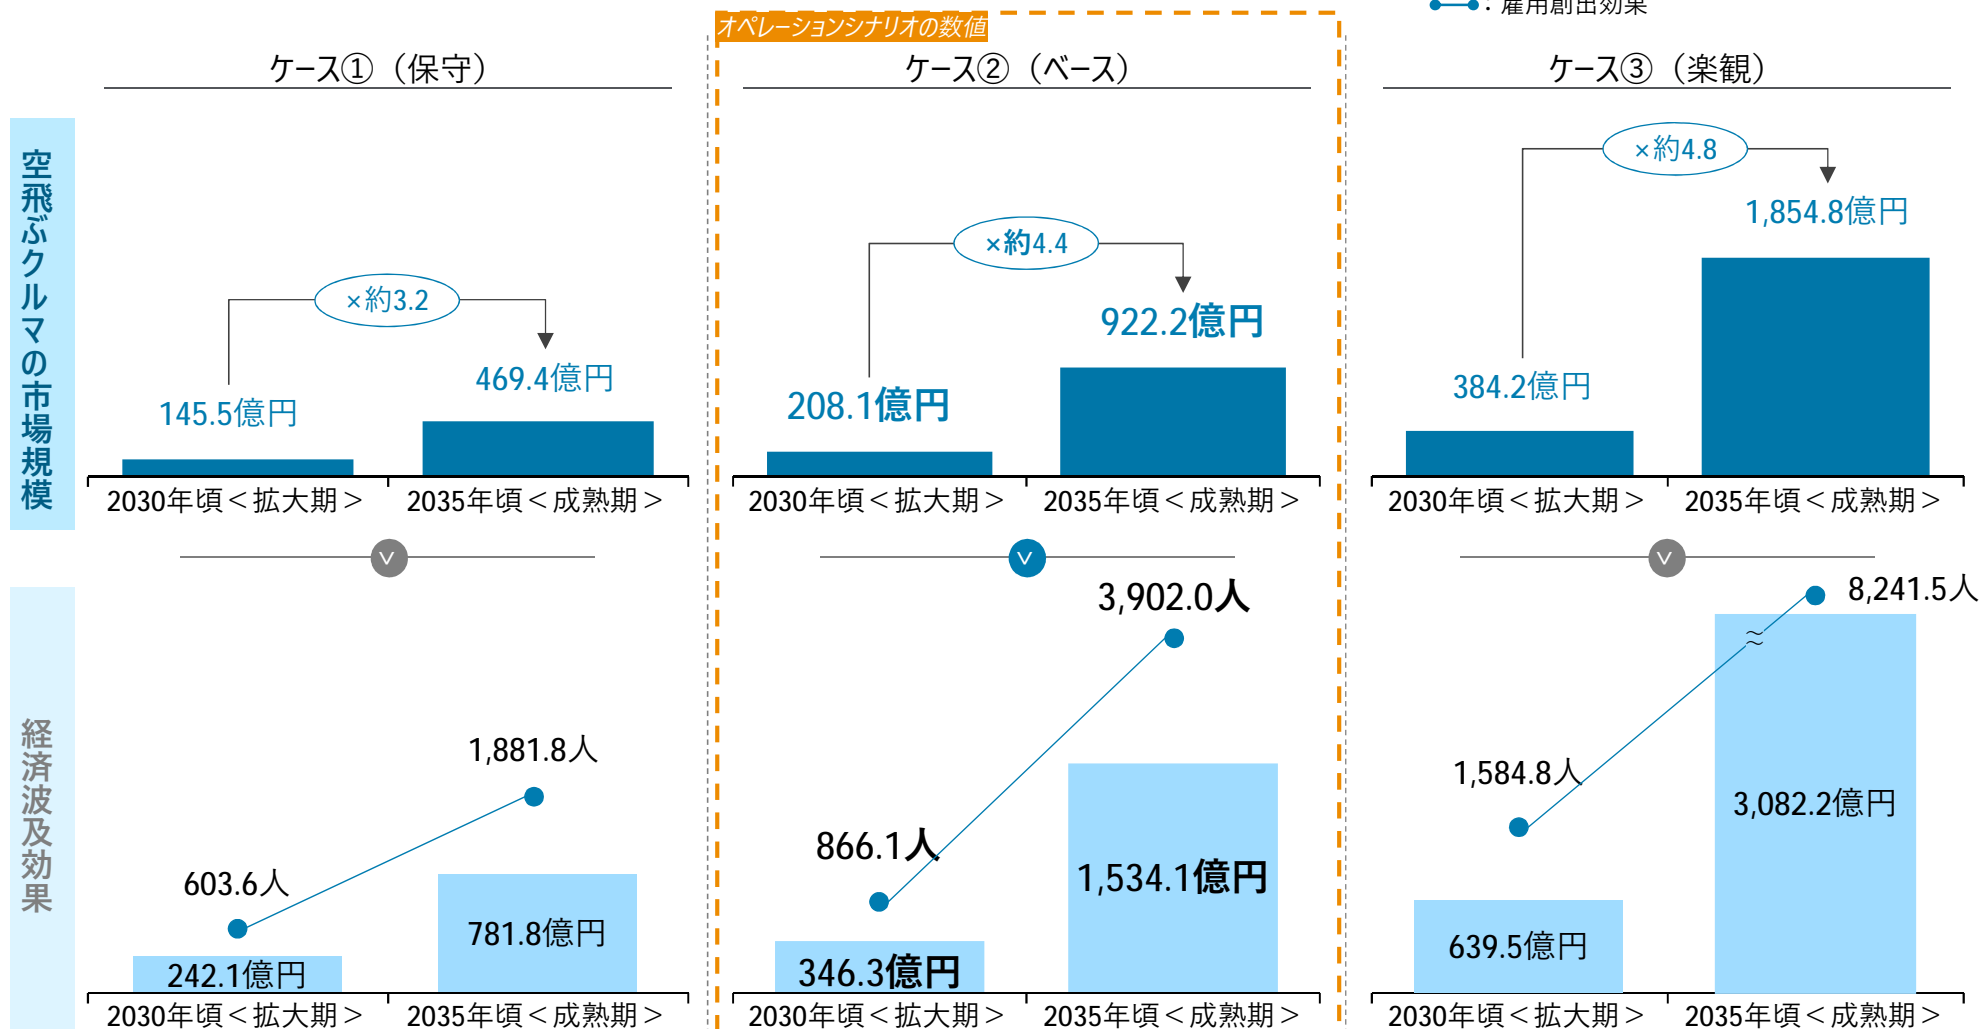 ：雇用創出効果
オペレーションシナリオの数値
ケース①（保守）
ケース②（ベース）
ケース③（楽観）
空飛ぶクルマの市場規模
×約3.2
145.5億円
469.4億円
2030年頃＜拡大期＞
2035年頃＜成熟期＞
×約4.4
208.1億円
922.2億円
2030年頃＜拡大期＞
2035年頃＜成熟期＞
×約4.8
384.2億円
1,854.8億円
2030年頃＜拡大期＞
2035年頃＜成熟期＞
経済波及効果
603.6人
1,881.8人
242.1億円
781.8億円
2030年頃＜拡大期＞
2035年頃＜成熟期＞
866.1人
3,902.0人
346.3億円
1,534.1億円
2030年頃＜拡大期＞
2035年頃＜成熟期＞
1,584.8人
8,241.5人
639.5億円
3,082.2億円
2030年頃＜拡大期＞
2035年頃＜成熟期＞